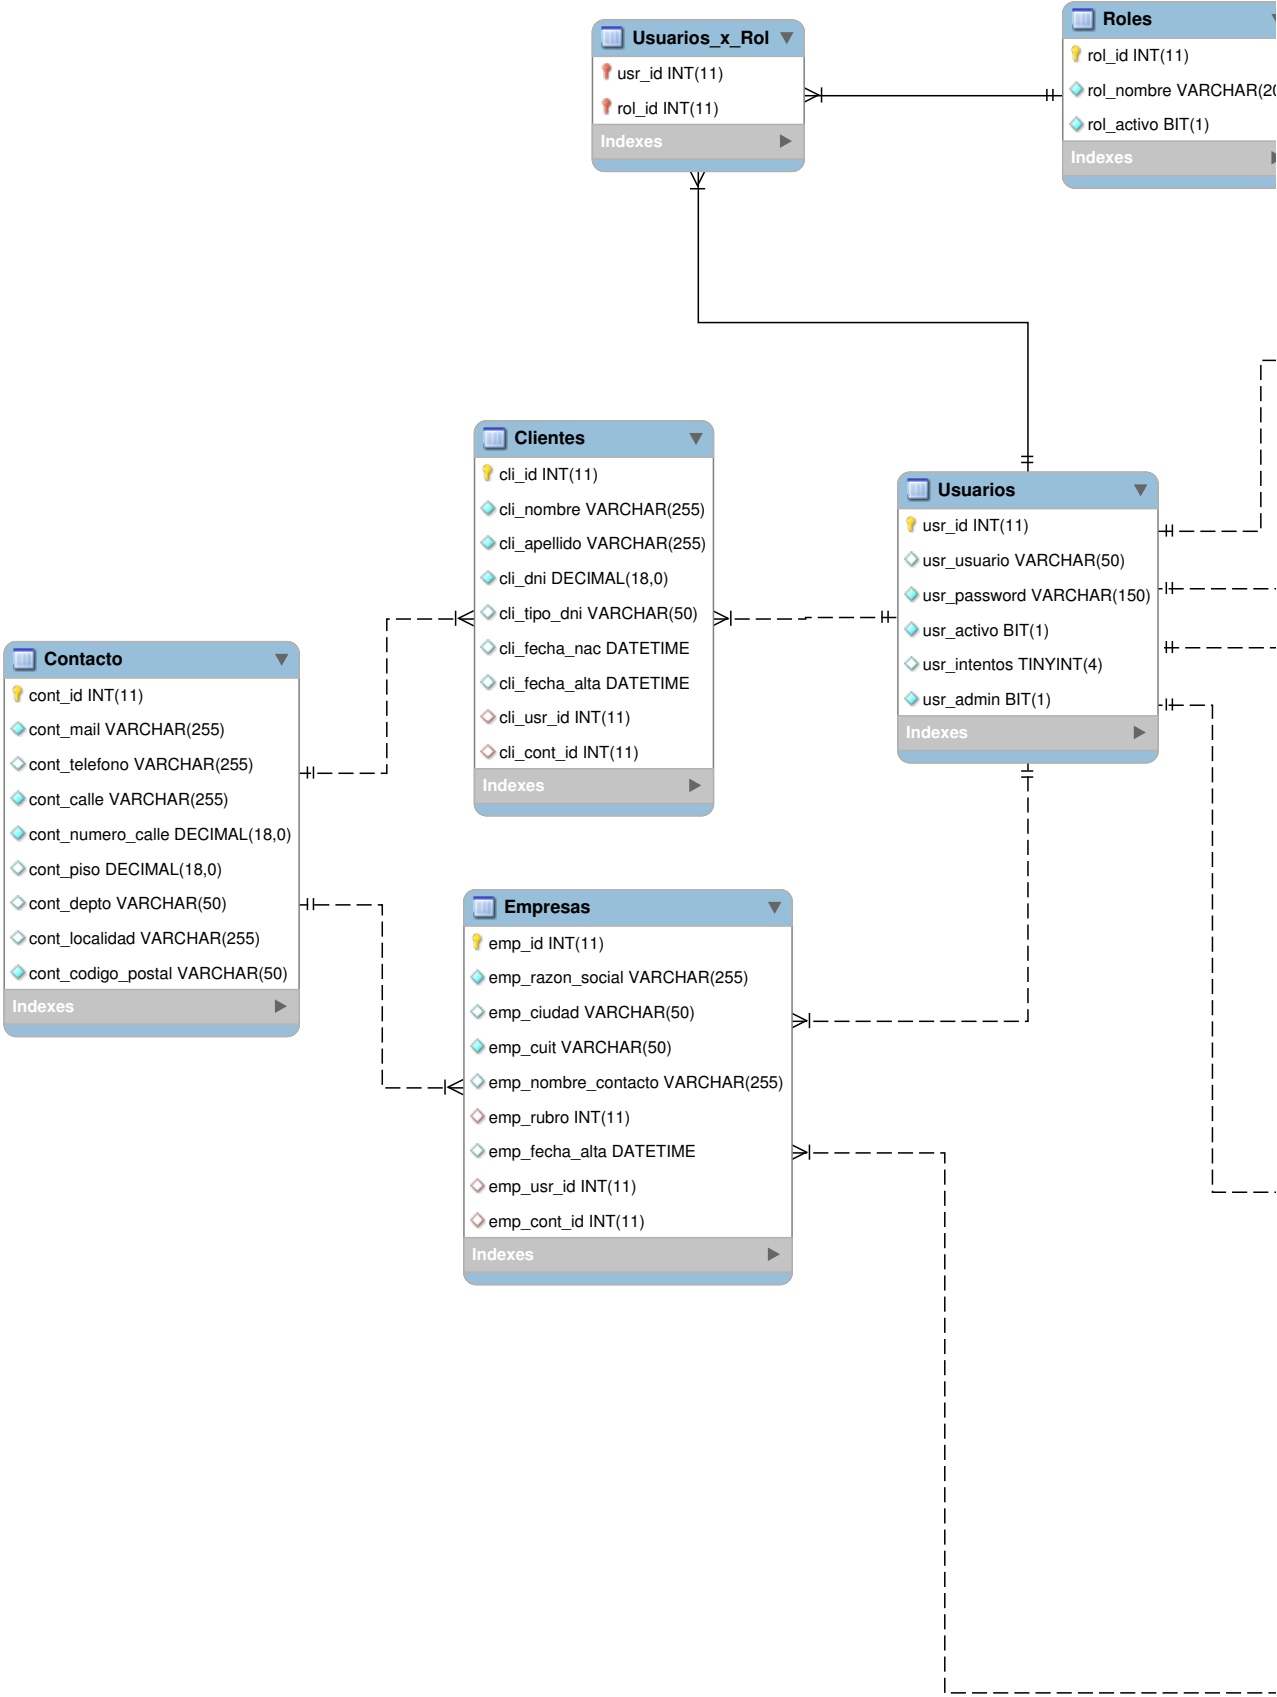 Usuarios_x_Rol
usr_id INT(11)
rol_id INT(11)
Indexes
Roles
rol_id INT(11)
rol_nombre VARCHAR(20
rol_activo BIT(1)
Indexes
Clientes
cli_id INT(11)
cli_nombre VARCHAR(255)
cli_apellido VARCHAR(255)
cli_dni DECIMAL(18,0)
cli_tipo_dni VARCHAR(50)
cli_fecha_nac DATETIME
cli_fecha_alta DATETIME
cli_usr_id INT(11)
cli_cont_id INT(11)
Indexes
Usuarios
usr_id INT(11)
usr_usuario VARCHAR(50)
usr_password VARCHAR(150)
usr_activo BIT(1)
usr_intentos TINYINT(4)
usr_admin BIT(1)
Indexes
Contacto
cont_id INT(11)
cont_mail VARCHAR(255)
cont_telefono VARCHAR(255)
cont_calle VARCHAR(255)
cont_numero_calle DECIMAL(18,0)
cont_piso DECIMAL(18,0)
cont_depto VARCHAR(50)
cont_localidad VARCHAR(255)
cont_codigo_postal VARCHAR(50)
Indexes
Empresas
emp_id INT(11)
emp_razon_social VARCHAR(255)
emp_ciudad VARCHAR(50)
emp_cuit VARCHAR(50)
emp_nombre_contacto VARCHAR(255)
emp_rubro INT(11)
emp_fecha_alta DATETIME
emp_usr_id INT(11)
emp_cont_id INT(11)
Indexes